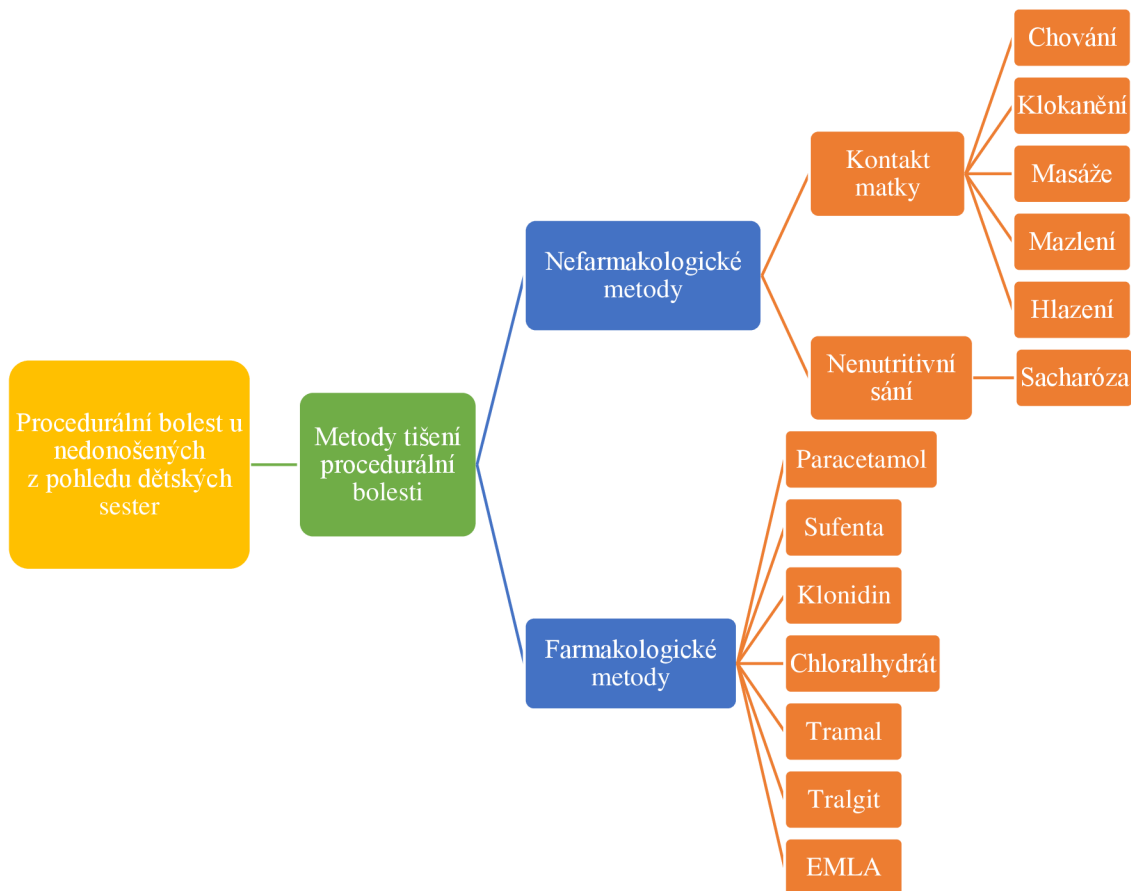 Procedurální bolest u
nedonošených
z pohledu dětských
sester
Metody tišení
procedurální
bolesti
Nefarmakologické
metody
Kontakt
matky
Chování
Klokanění
Masáže
Mazlení
Hlazení
Nenutritivní
sání
Sacharóza
Farmakologické
metody
Paracetamol
Sufenta
Klonidin
Chloralhydrát
Tramal
Tralgit
EMLA